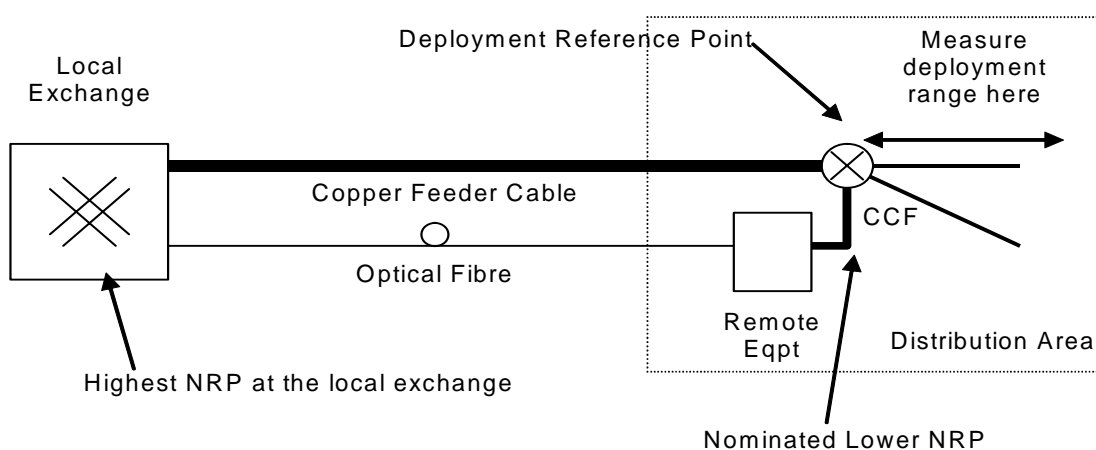 Deployment Reference Point
Measure
deployment
range here
Local
Exchange
Copper Feeder Cable
CCF
Optical Fibre
Remote
Eqpt
Distribution Area
Highest NRP at the local exchange
Nominated Lower NRP